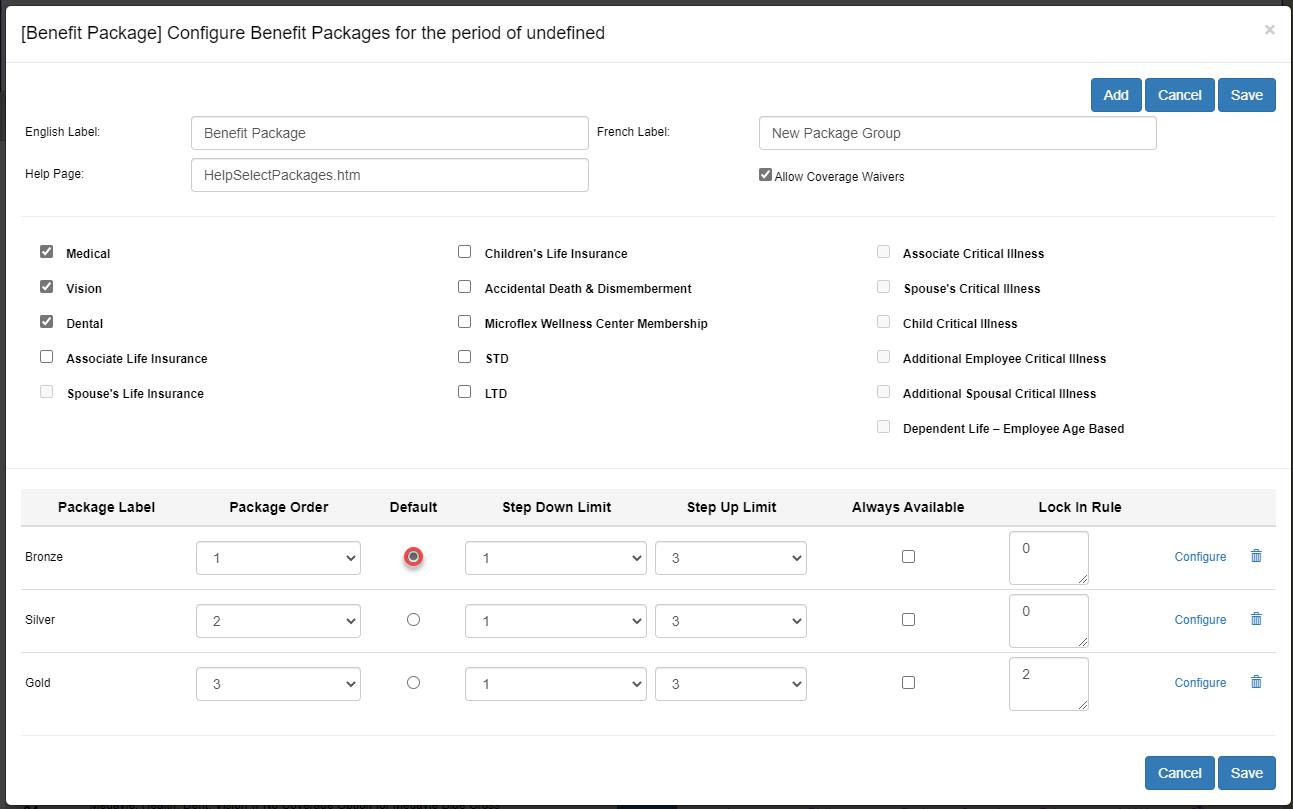 [Benefit Package] Configure Benefit Packages for the period of undefined
×
Add Cancel Save
English Label: Benefit Package French Label: New Package Group
Help Page: HelpSelectPackages.htm Allow Coverage Waivers
Medical Children's Life Insurance Associate Critical Illness
Vision Accidental Death & Dismemberment Spouse's Critical Illness
Dental Microflex Wellness Center Membership Child Critical Illness
Associate Life Insurance STD Additional Employee Critical Illness
Spouse's Life Insurance LTD Additional Spousal Critical Illness
Dependent Life – Employee Age Based
Package Label Package Order Default Step Down Limit Step Up Limit Always Available Lock In Rule
Bronze 1 1 3 0 Configure
Silver 2 1 3 0 Configure
Gold 3 1 3 2 Configure
Cancel Save